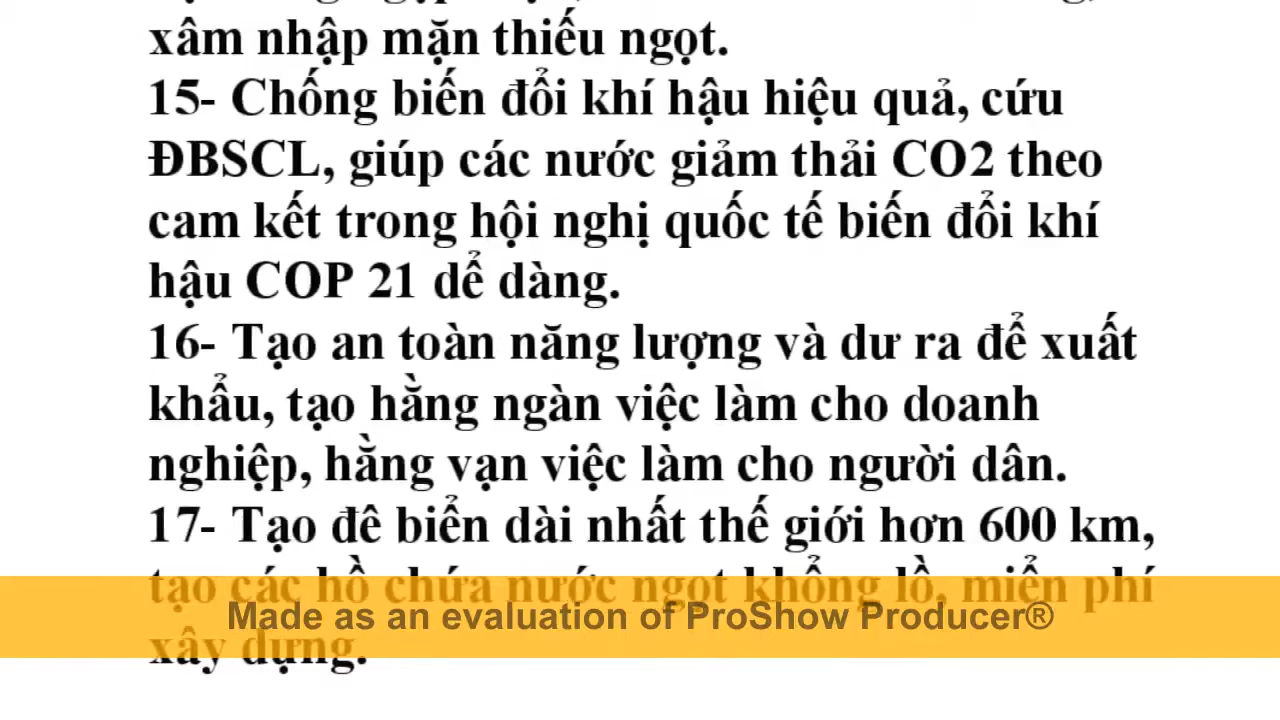 xâm nhập mặn thiếu ngọt.
15- Chống biến đổi khí hậu hiệu quả, cứu
ĐBSCL, giúp các nước giảm thải CO2 theo
cam kết trong hội nghị quốc tế biến đổi khí
hậu COP 21 dể dàng.
16- Tạo an toàn năng lượng và dư ra để xuất
khẩu, tạo hằng ngàn việc làm cho doanh
nghiệp, hằng vạn việc làm cho người dân.
17- Tạo đê biển dài nhất thế giới hơn 600 km,
tạo các hồ chứa nước ngọt khổng lồ, miển phí
Made as an evaluation of ProShow Producer®
xây dựng.